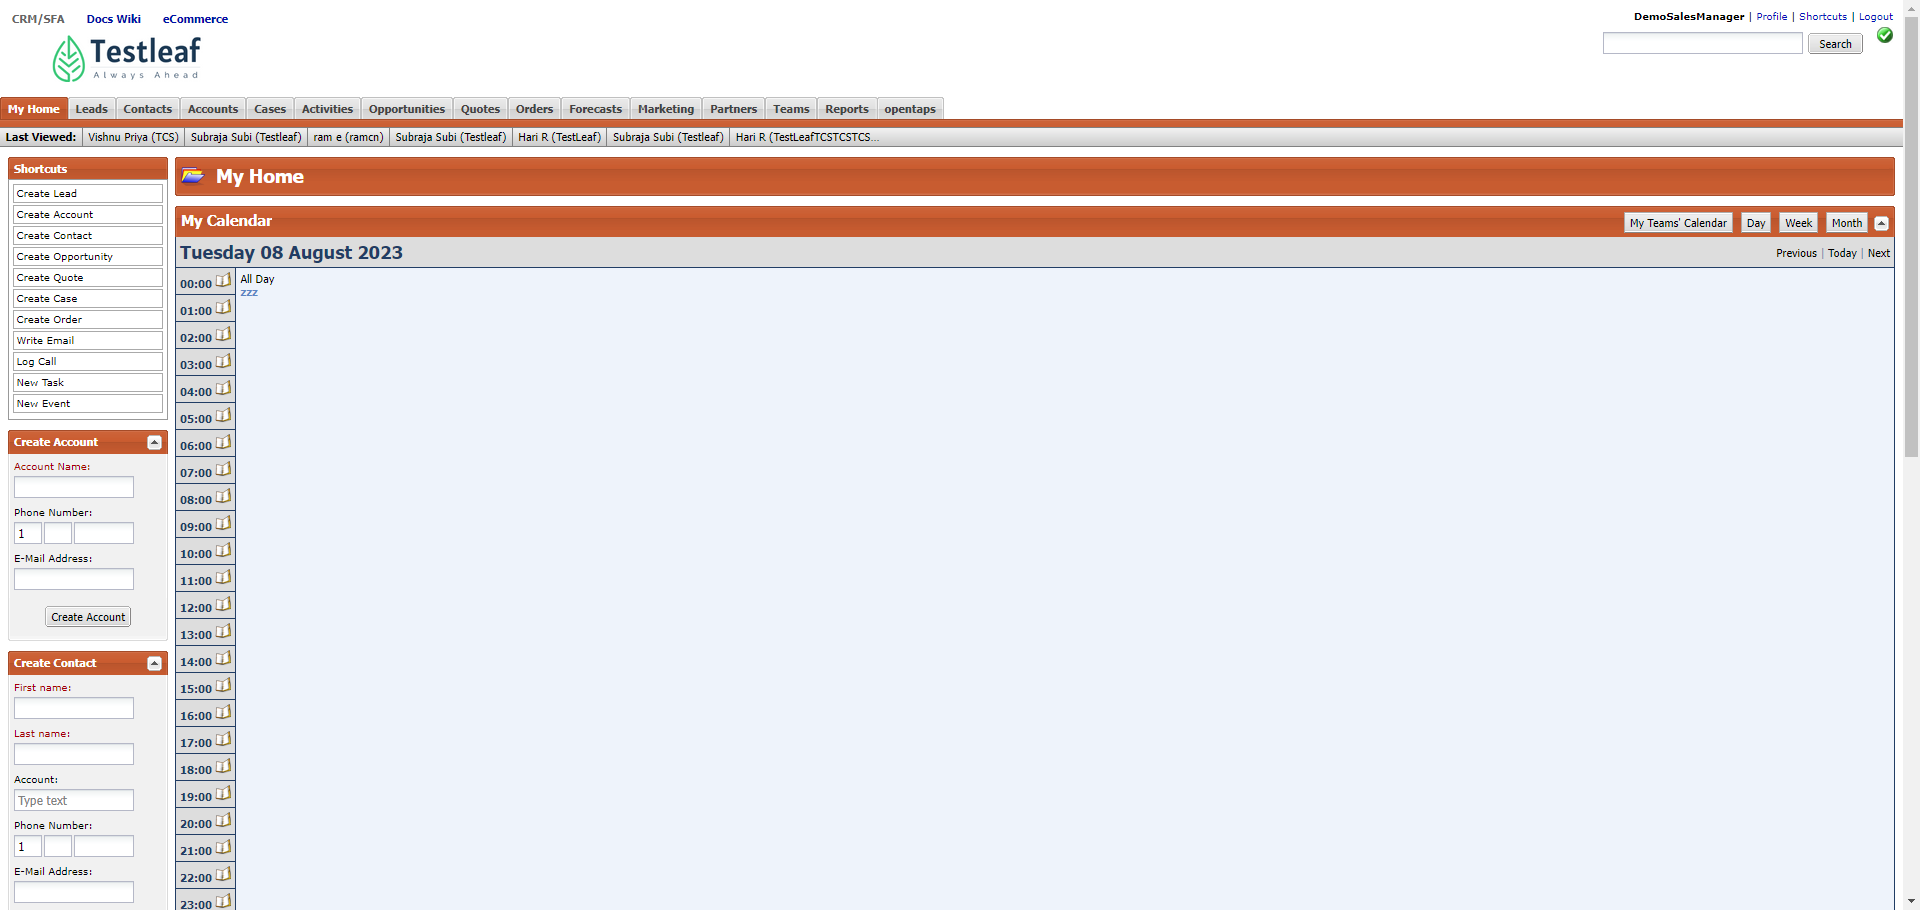 CRM/SFA Docs Wiki eCommerce
DemoSalesManager | Profile | Shortcuts | Logout
Search
Testleaf
Always Ahead
My Home Leads Contacts Accounts Cases Activities Opportunities Quotes Orders Forecasts Marketing Partners Teams Reports opentaps
Last Viewed: Vishnu Priya (TCS) Subraja Subi (Testleaf) ram e (ramcn) Subraja Subi (Testleaf) Hari R (TestLeaf) Subraja Subi (Testleaf) Hari R (TestLeafTCSTCSTCS...
Shortcuts
Create Lead
Create Account
Create Contact
Create Opportunity
Create Quote
Create Case
Create Order
Write Email
Log Call
New Task
New Event
Create Account
Account Name:
Phone Number:
1
E-Mail Address:
Create Account
Create Contact
First name:
Last name:
Account:
Type text
Phone Number:
1
E-Mail Address:
My Home
My Calendar
My Teams' Calendar Day Week Month
Tuesday 08 August 2023
Previous | Today | Next
00:00 All Day
zzz
01:00
02:00
03:00
04:00
05:00
06:00
07:00
08:00
09:00
10:00
11:00
12:00
13:00
14:00
15:00
16:00
17:00
18:00
19:00
20:00
21:00
22:00
23:00